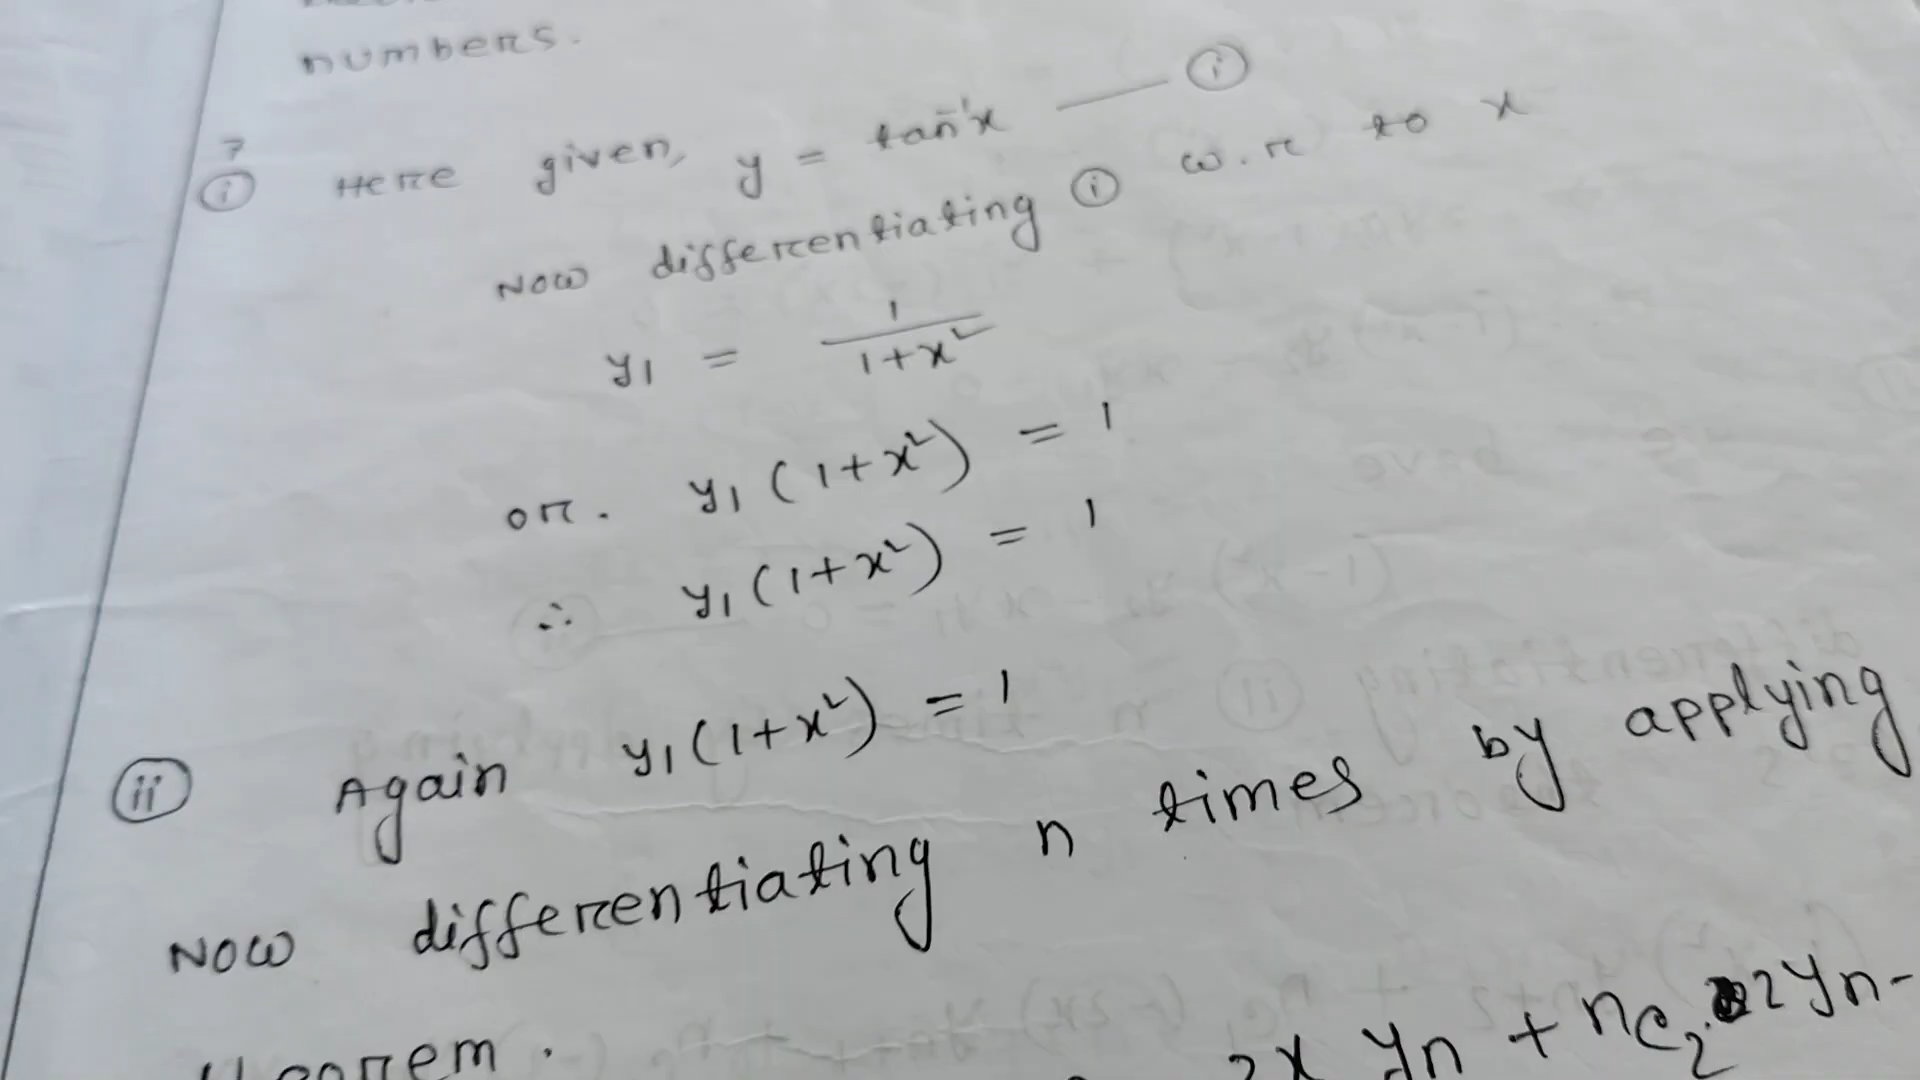 numbers.
7
(i) Here given, y = tan⁻¹x —— (i)
Now differentiating (i) w.r to x
y₁ = 1/(1+x²)
or. y₁(1+x²) = 1
∴ y₁(1+x²) = 1
(ii) Again y₁(1+x²) = 1
Now differentiating n times by applying
theorem.
2x yn + nc₂.2yn-